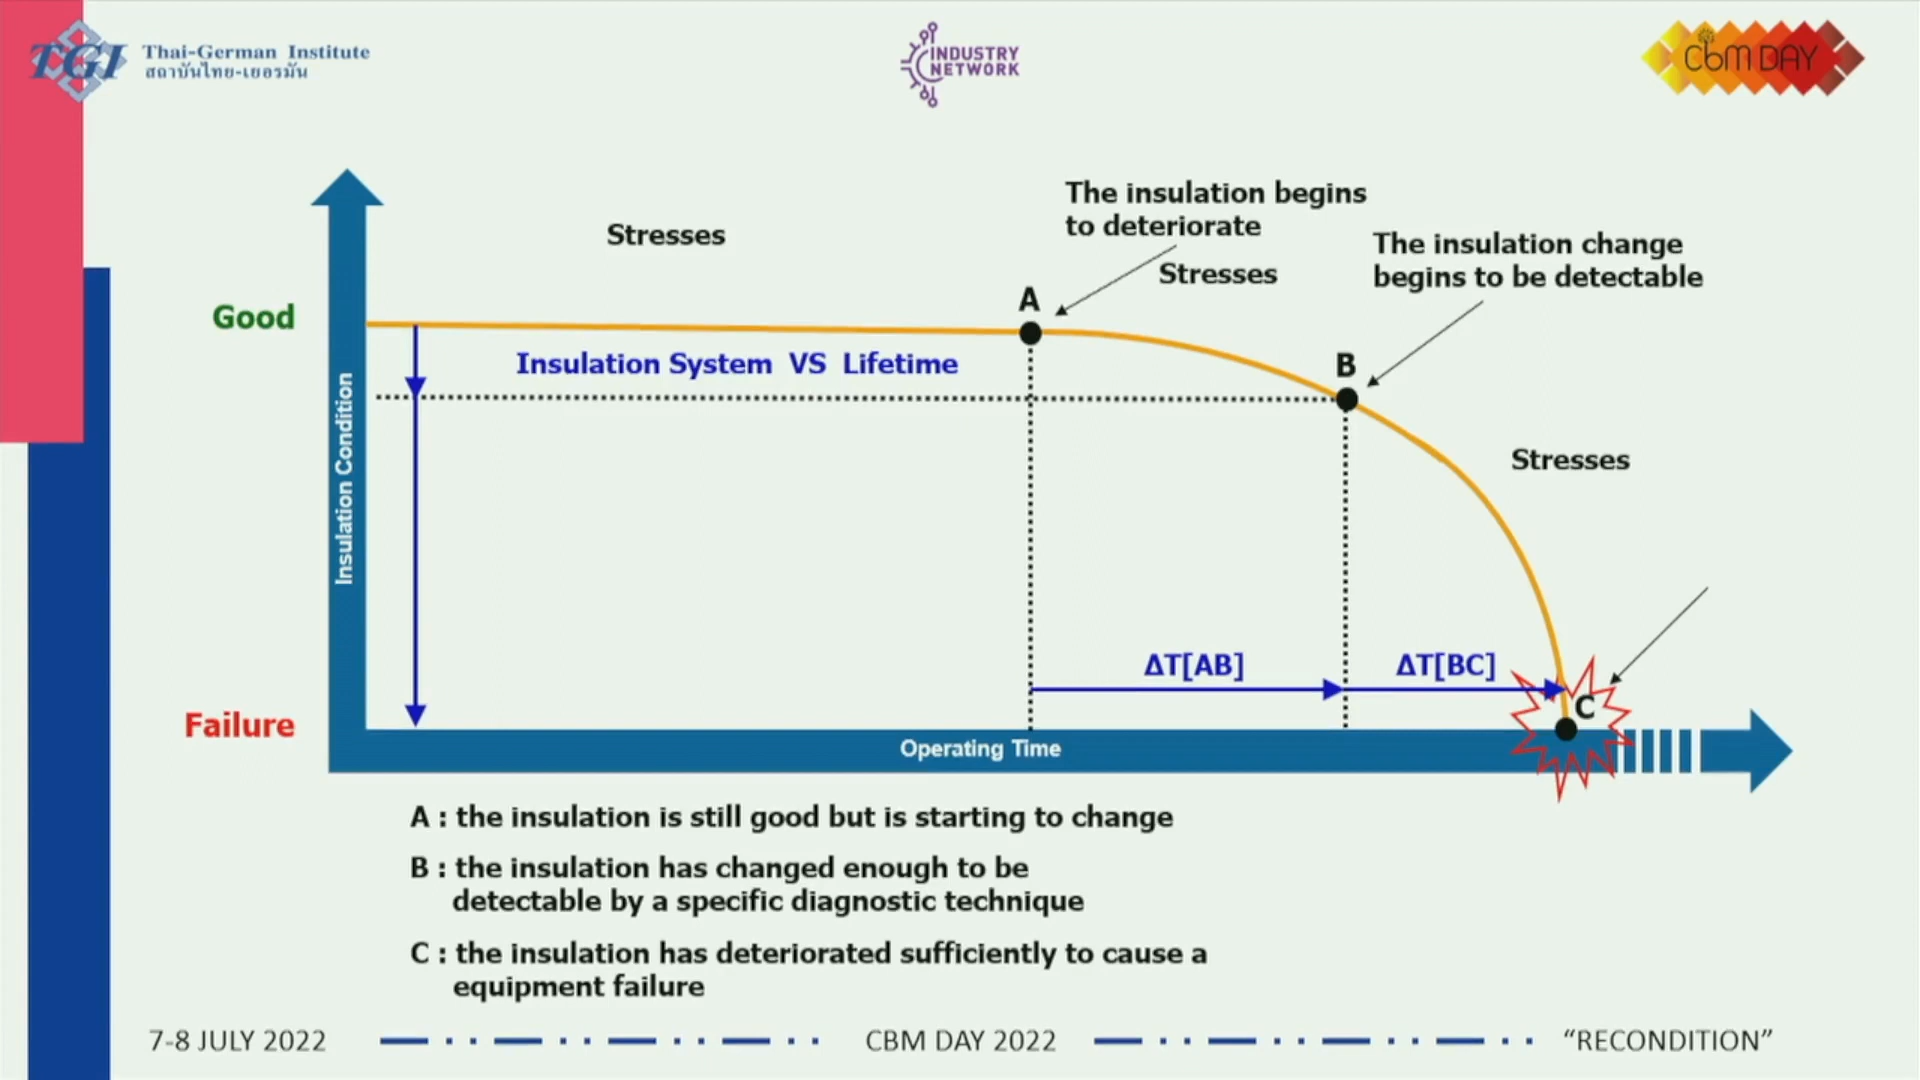 TGI
Thai-German Institute
สถาบันไทย-เยอรมัน
INDUSTRY
NETWORK
CbM DAY
The insulation begins
to deteriorate
Stresses
The insulation change
begins to be detectable
Stresses
A
Good
B
Insulation System VS Lifetime
Insulation Condition
Stresses
ΔT[AB]
ΔT[BC]
C
Failure
Operating Time
A : the insulation is still good but is starting to change
B : the insulation has changed enough to be
detectable by a specific diagnostic technique
C : the insulation has deteriorated sufficiently to cause a
equipment failure
7-8 JULY 2022
CBM DAY 2022
“RECONDITION”